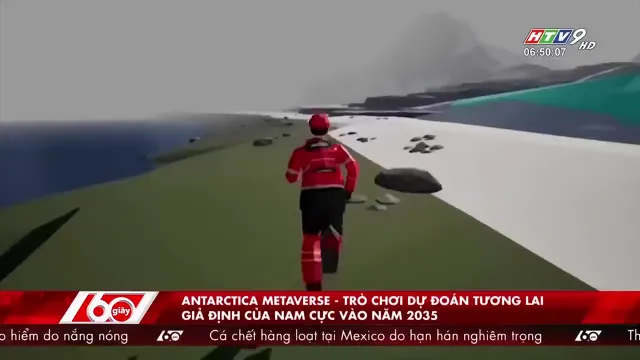 HTV9 HD
06:50:07
60 giây
ANTARCTICA METAVERSE - TRÒ CHƠI DỰ ĐOÁN TƯƠNG LAI
GIẢ ĐỊNH CỦA NAM CỰC VÀO NĂM 2035
o hiểm do nắng nóng 60giây Cá chết hàng loạt tại Mexico do hạn hán nghiêm trọng 60giây